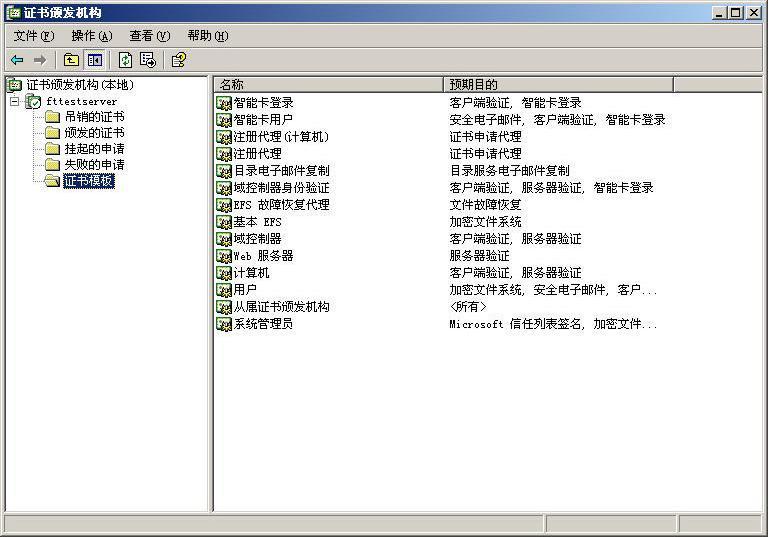 证书颁发机构
文件(F) 操作(A) 查看(V) 帮助(H)
证书颁发机构(本地)
fttestserver
吊销的证书
颁发的证书
挂起的申请
失败的申请
证书模板
名称 预期目的
智能卡登录 客户端验证, 智能卡登录
智能卡用户 安全电子邮件, 客户端验证, 智能卡登录
注册代理(计算机) 证书申请代理
注册代理 证书申请代理
目录电子邮件复制 目录服务电子邮件复制
域控制器身份验证 客户端验证, 服务器验证, 智能卡登录
EFS 故障恢复代理 文件故障恢复
基本 EFS 加密文件系统
域控制器 客户端验证, 服务器验证
Web 服务器 服务器验证
计算机 客户端验证, 服务器验证
用户 加密文件系统, 安全电子邮件, 客户...
从属证书颁发机构 <所有>
系统管理员 Microsoft 信任列表签名, 加密文件...